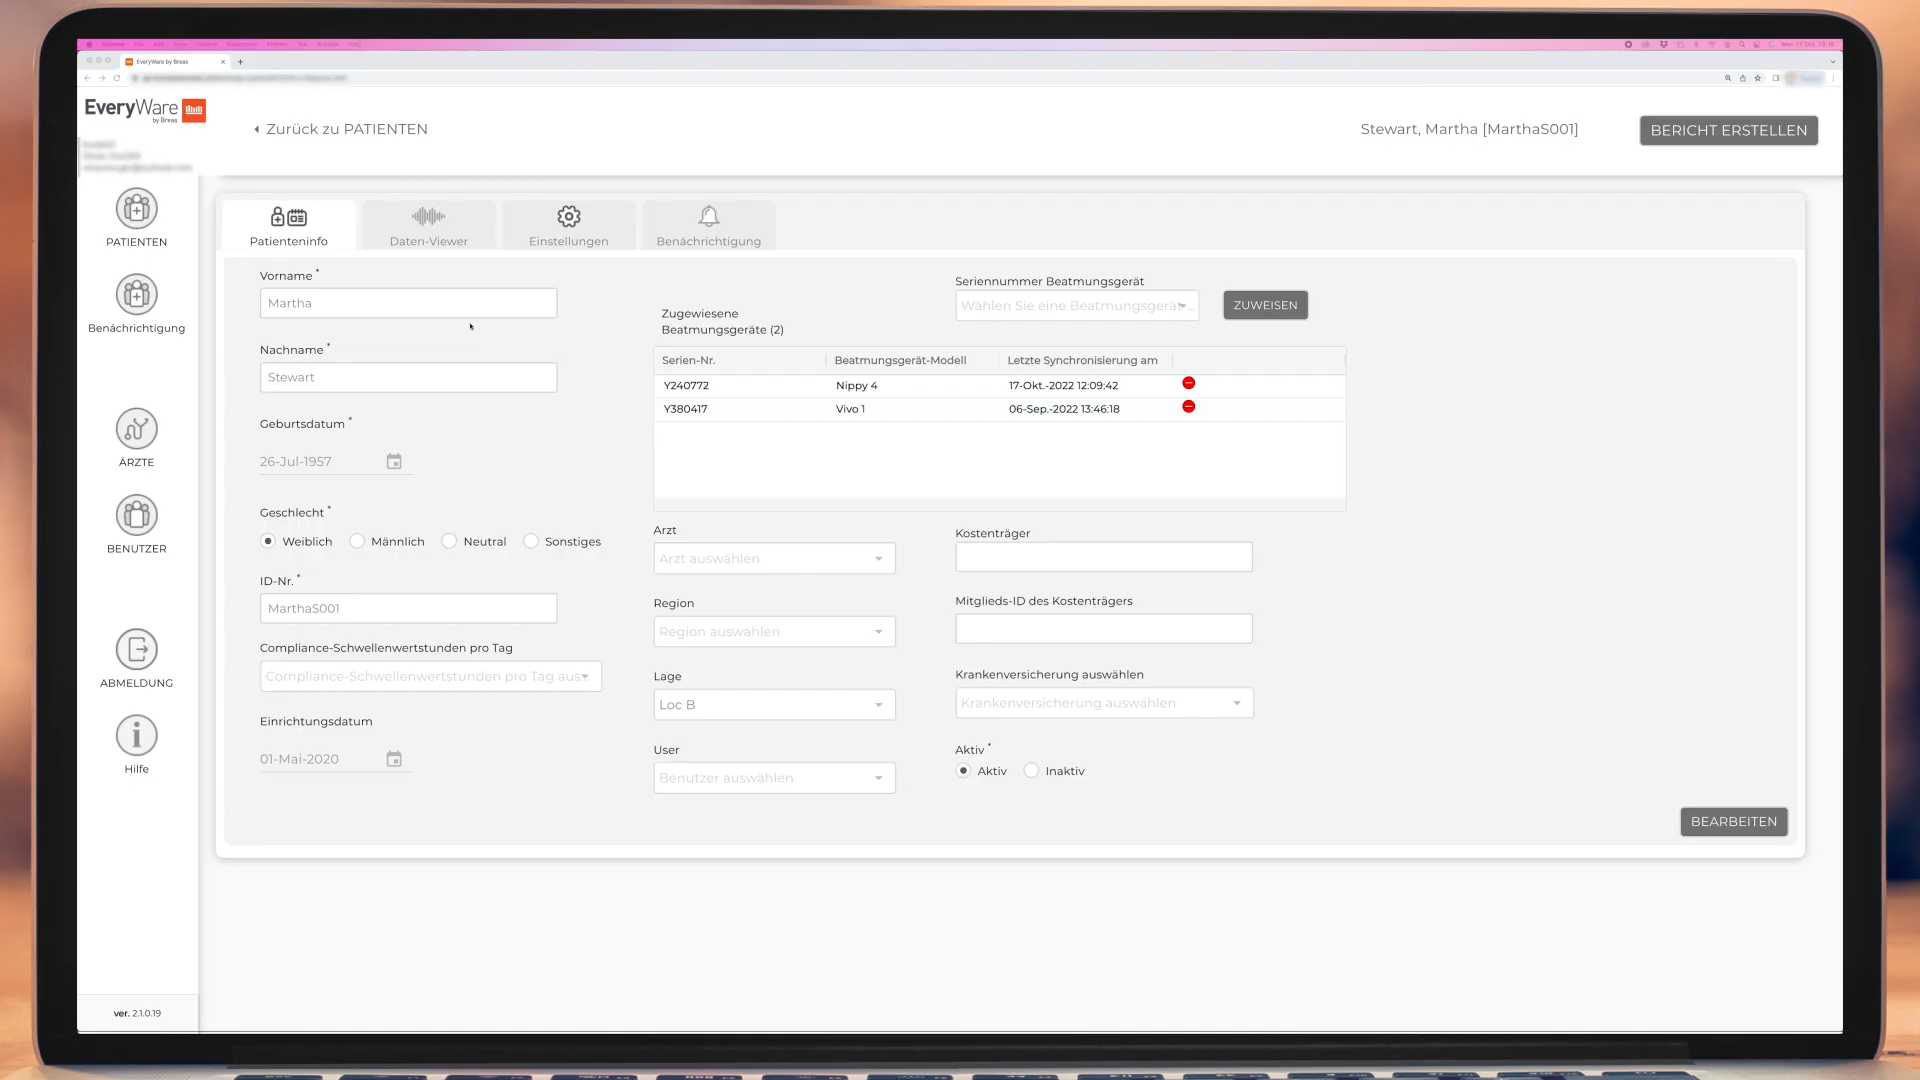 EveryWare by Breas
EveryWare
by Breas
Zurück zu PATIENTEN
Stewart, Martha [MarthaS001]
BERICHT ERSTELLEN
PATIENTEN
Benáchrichtigung
ÄRZTE
BENUTZER
ABMELDUNG
Hilfe
ver. 2.1.0.19
Patienteninfo
Daten-Viewer
Einstellungen
Benáchrichtigung
Vorname *
Martha
Nachname *
Stewart
Geburtsdatum *
26-Jul-1957
Geschlecht *
Weiblich Männlich Neutral Sonstiges
ID-Nr. *
MarthaS001
Compliance-Schwellenwertstunden pro Tag
Compliance-Schwellenwertstunden pro Tag aus...
Einrichtungsdatum
01-Mai-2020
Zugewiesene
Beatmungsgeräte (2)
Seriennummer Beatmungsgerät
Wählen Sie eine Beatmungsgerät-...
ZUWEISEN
Serien-Nr. Beatmungsgerät-Modell Letzte Synchronisierung am
Y240772 Nippy 4 17-Okt.-2022 12:09:42
Y380417 Vivo 1 06-Sep.-2022 13:46:18
Arzt
Arzt auswählen
Region
Region auswählen
Lage
Loc B
User
Benutzer auswählen
Kostenträger
Mitglieds-ID des Kostenträgers
Krankenversicherung auswählen
Krankenversicherung auswählen
Aktiv *
Aktiv Inaktiv
BEARBEITEN